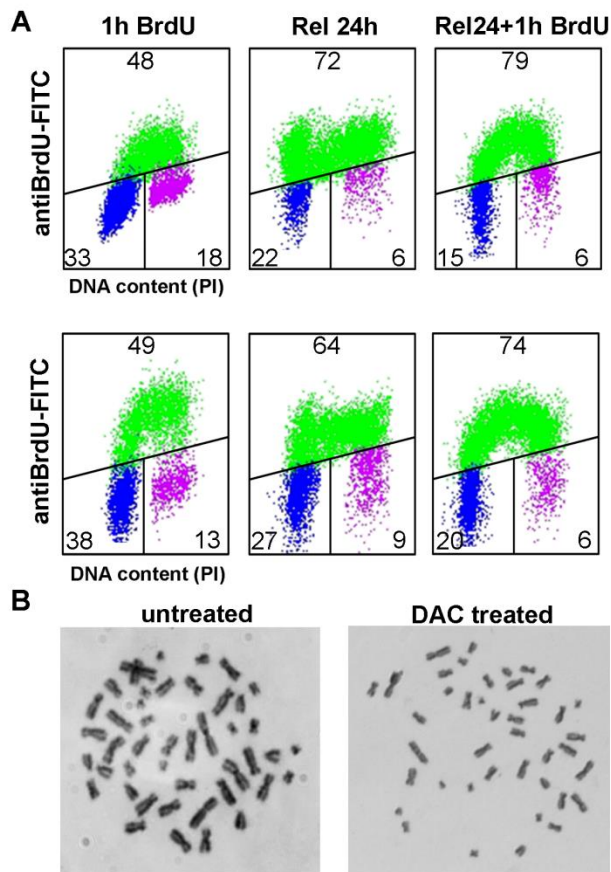 A
1h BrdU Rel 24h Rel24+1h BrdU
antiBrdU-FITC
48 72 79
33 18 22 6 15 6
DNA content (PI)
antiBrdU-FITC
49 64 74
38 13 27 9 20 6
DNA content (PI)
B
untreated DAC treated